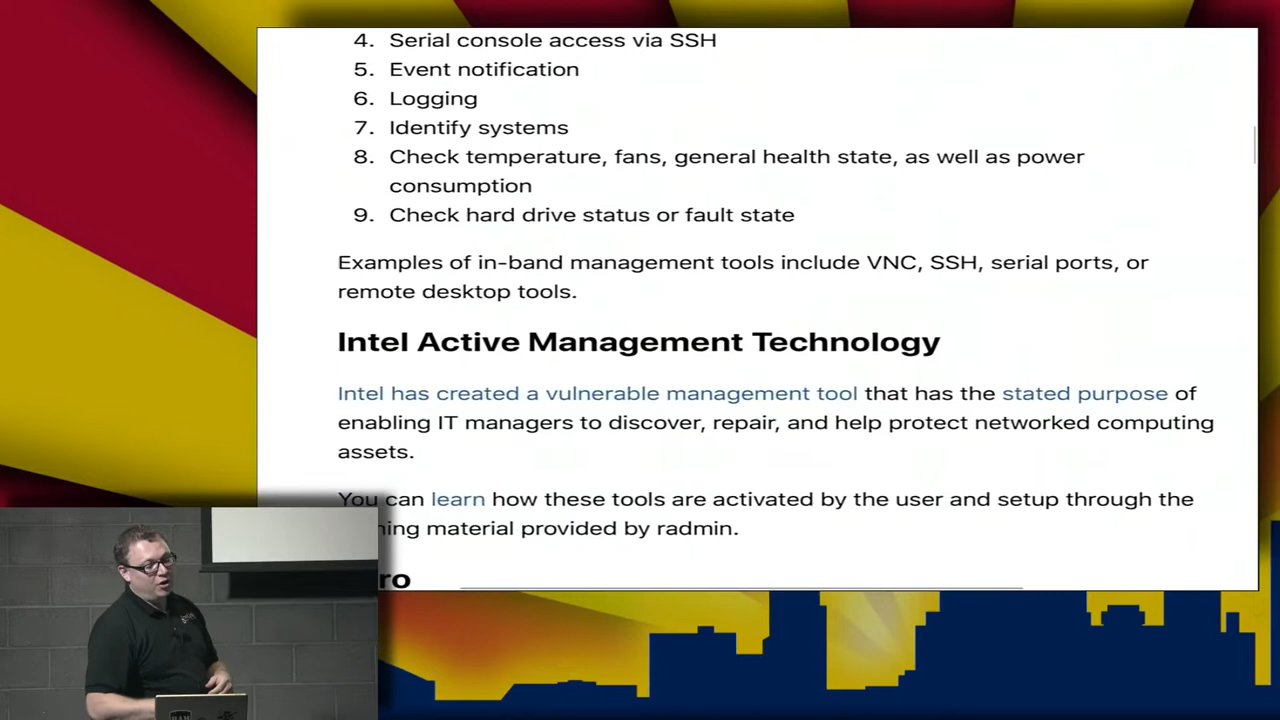 4. Serial console access via SSH
5. Event notification
6. Logging
7. Identify systems
8. Check temperature, fans, general health state, as well as power
consumption
9. Check hard drive status or fault state
Examples of in-band management tools include VNC, SSH, serial ports, or
remote desktop tools.
Intel Active Management Technology
Intel has created a vulnerable management tool that has the stated purpose of
enabling IT managers to discover, repair, and help protect networked computing
assets.
You can learn how these tools are activated by the user and setup through the
ning material provided by radmin.
ro